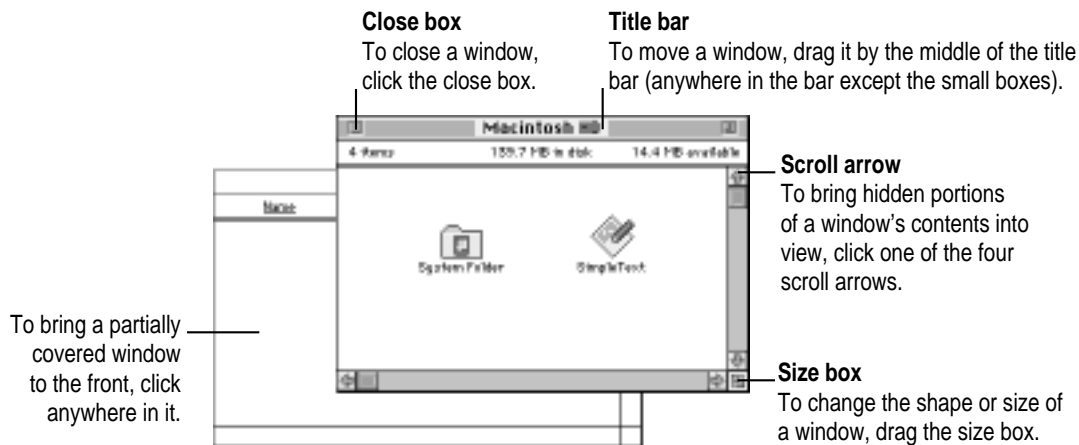 Close box
To close a window,
click the close box.
Title bar
To move a window, drag it by the middle of the title
bar (anywhere in the bar except the small boxes).
Macintosh HD
4 items
139.7 MB in disk
14.4 MB available
Name
System Folder
SimpleText
Scroll arrow
To bring hidden portions
of a window’s contents into
view, click one of the four
scroll arrows.
To bring a partially
covered window
to the front, click
anywhere in it.
Size box
To change the shape or size of
a window, drag the size box.